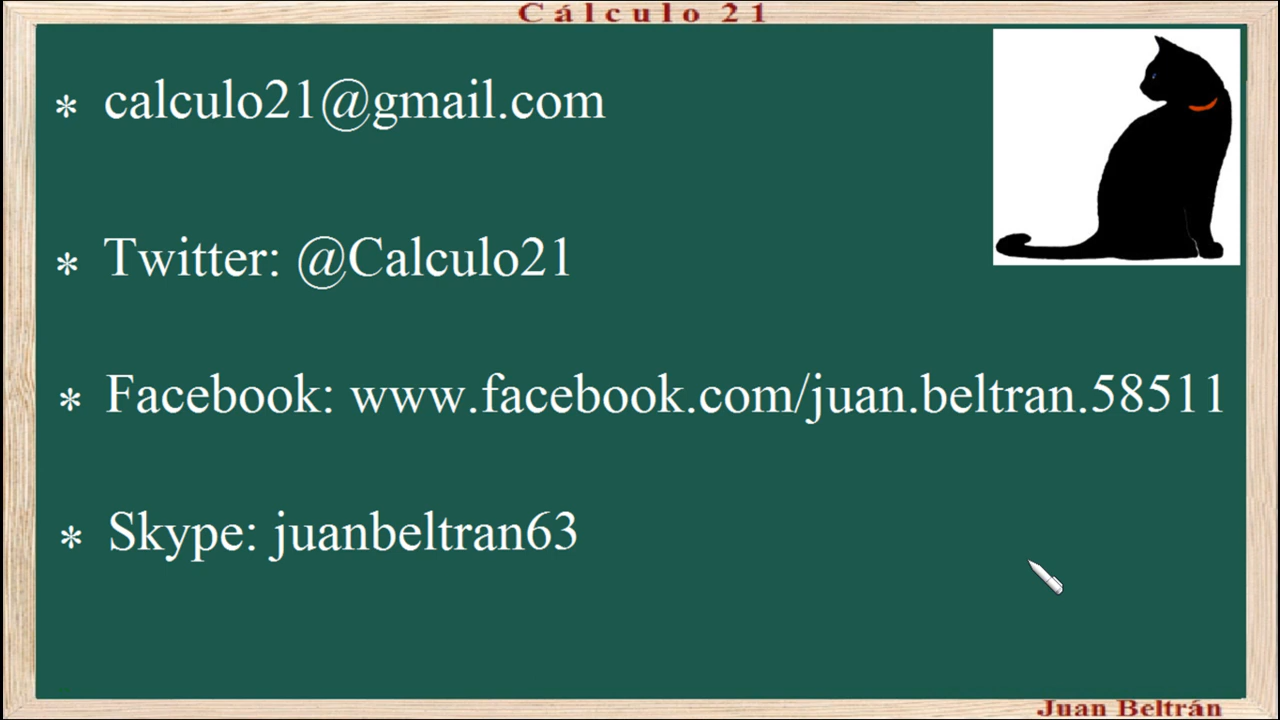 Cálculo 21
* calculo21@gmail.com
* Twitter: @Calculo21
* Facebook: www.facebook.com/juan.beltran.58511
* Skype: juanbeltran63
Juan Beltrán